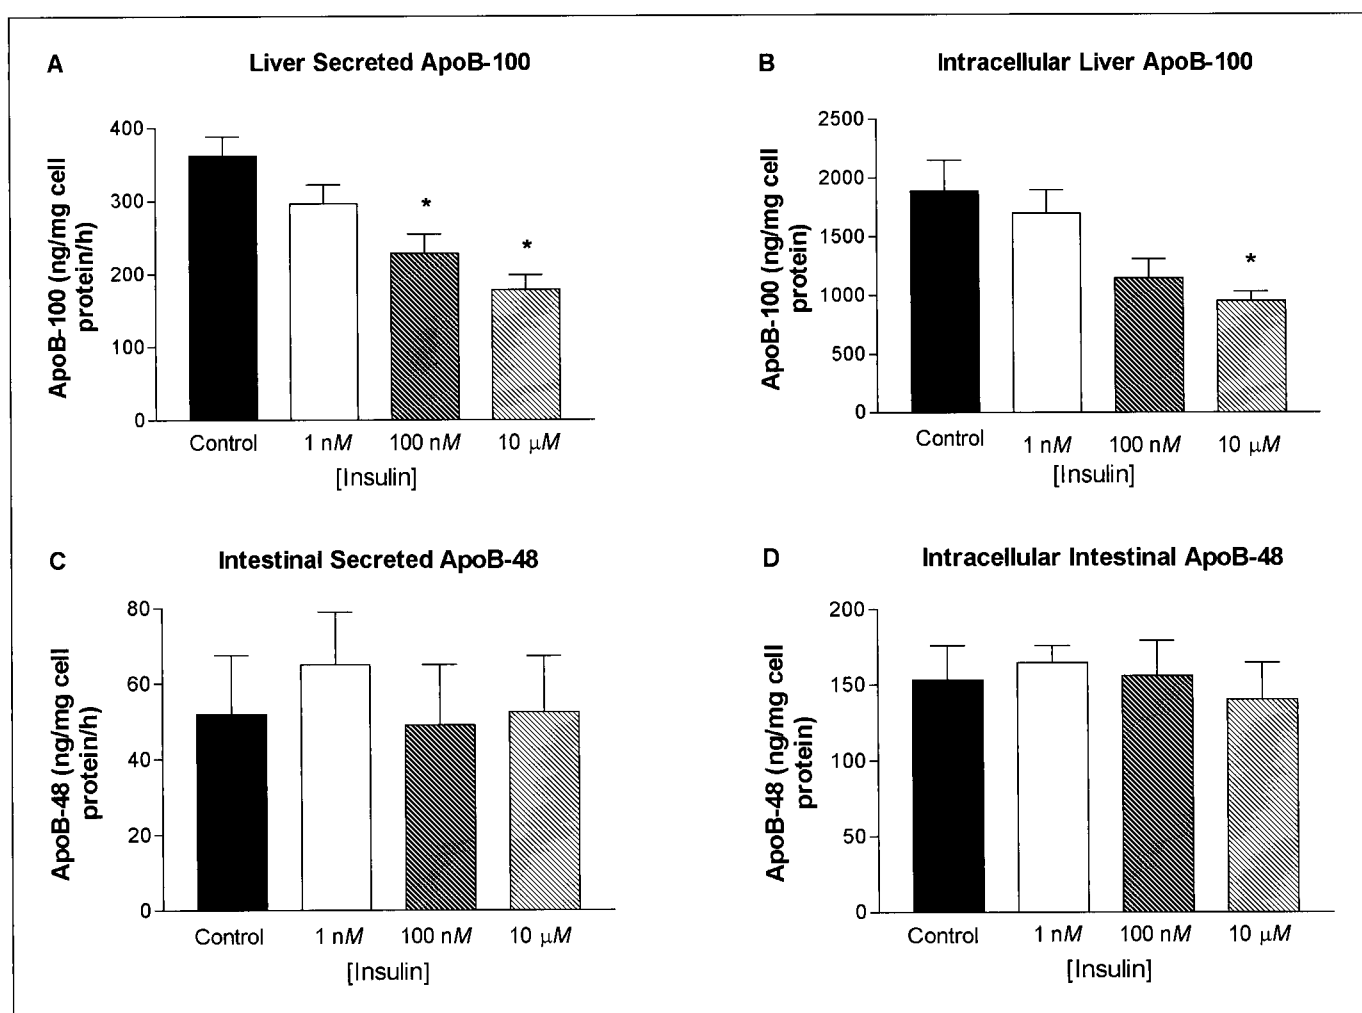 A
Liver Secreted ApoB-100
ApoB-100 (ng/mg cell
protein/h)
400
300
200
100
0
*
*
Control
1 nM
100 nM
10 μM
[Insulin]
B
Intracellular Liver ApoB-100
ApoB-100 (ng/mg cell
protein)
2500
2000
1500
1000
500
0
*
Control
1 nM
100 nM
10 μM
[Insulin]
C
Intestinal Secreted ApoB-48
ApoB-48 (ng/mg cell
protein/h)
80
60
40
20
0
Control
1 nM
100 nM
10 μM
[Insulin]
D
Intracellular Intestinal ApoB-48
ApoB-48 (ng/mg cell
protein)
200
150
100
50
0
Control
1 nM
100 nM
10 μM
[Insulin]